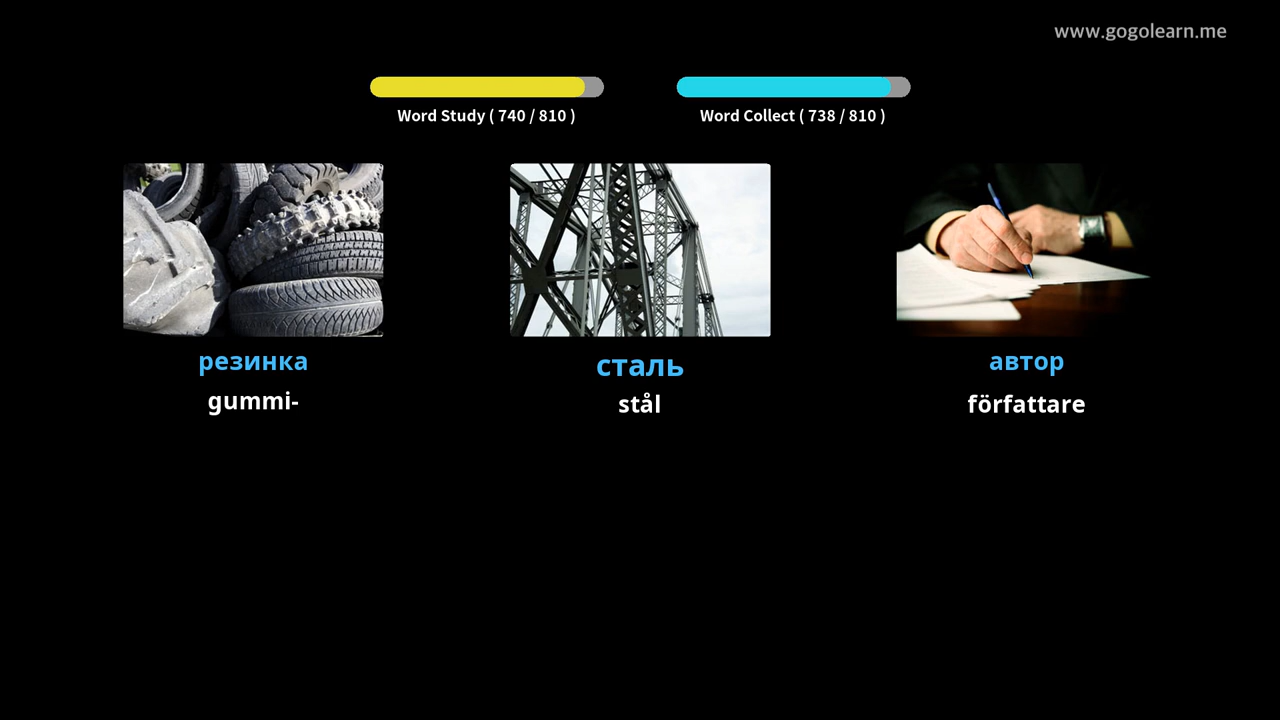 www.gogolearn.me
Word Study ( 740 / 810 )
Word Collect ( 738 / 810 )
резинка
gummi-
сталь
stål
автор
författare